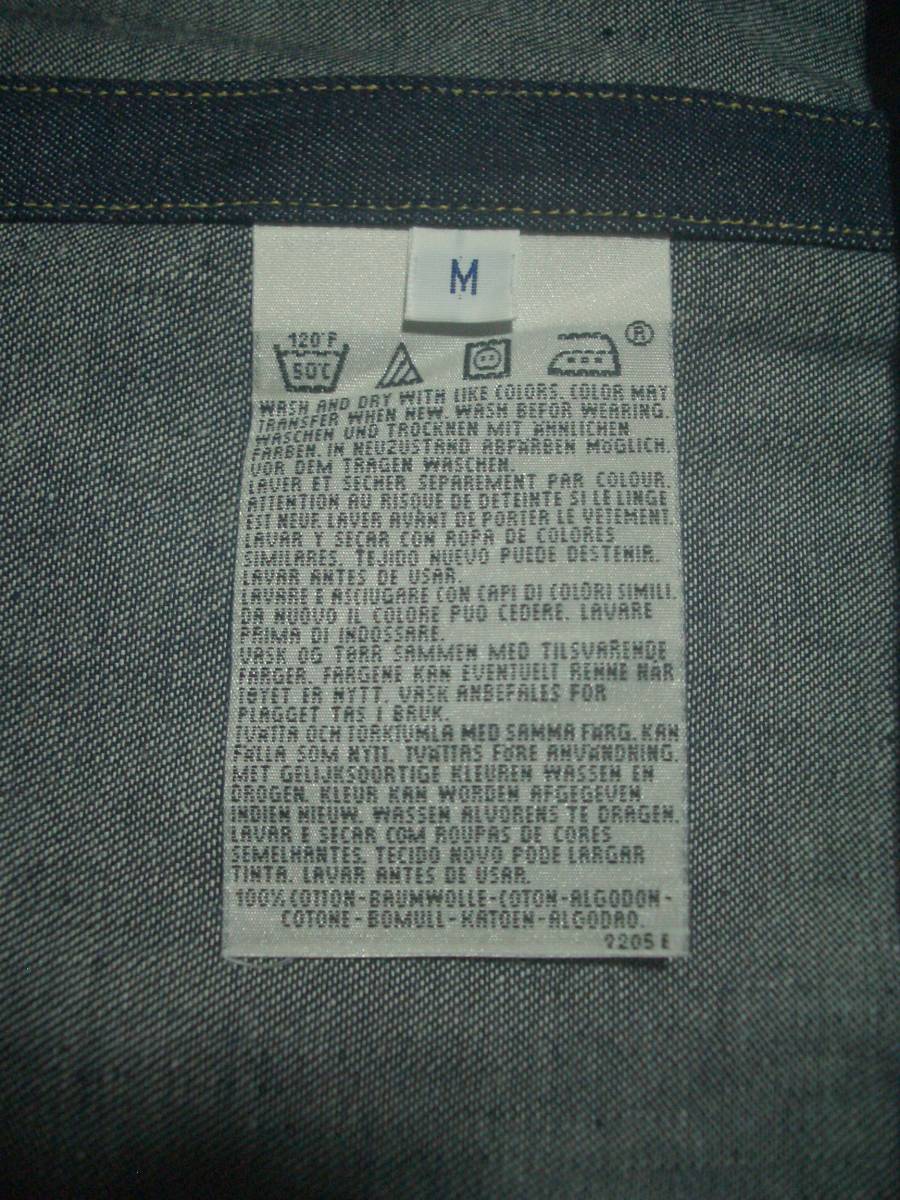 M
®
120°F
50°C
WASH AND DRY WITH LIKE COLORS. COLOR MAY
TRANSFER WHEN NEW. WASH BEFOR WEARING.
WASCHEN UND TROCKNEN MIT ÄHNLICHEN
FARBEN. IN NEUZUSTAND ABFÄRBEN MÖGLICH.
VOR DEM TRAGEN WASCHEN.
LAVER ET SECHER SEPAREMENT PAR COLOUR.
ATTENTION AU RISQUE DE DETEINTE SI LE LINGE
EST NEUF. LAVER AVANT DE PORTER LE VETEMENT.
LAVAR Y SECAR CON ROPA DE COLORES
SIMILARES. TEJIDO NUEVO PUEDE DESTENIR.
LAVAR ANTES DE USAR.
LAVARE E ASCIUGARE CON CAPI DI COLORI SIMILI.
DA NUOVO IL COLORE PUO CEDERE. LAVARE
PRIMA DI INDOSSARE.
VASK OG TØRR SAMMEN MED TILSVARENDE
FARGER. FARGENE KAN EVENTUELT RENNE NÅR
TØYET ER NYTT. VASK ANBEFALES FØR
PLAGGET TAS I BRUK.
TVÄTTA OCH TORKTUMLA MED SAMMA FÄRG. KAN
FÄLLA SOM NYTT. TVÄTTAS FÖRE ANVÄNDNING.
MET GELIJKSOORTIGE KLEUREN WASSEN EN
DROGEN. KLEUR KAN WORDEN AFGEGEVEN
INDIEN NIEUW. WASSEN ALVORENS TE DRAGEN.
LAVAR E SECAR COM ROUPAS DE CORES
SEMELHANTES. TECIDO NOVO PODE LARGAR
TINTA. LAVAR ANTES DE USAR.
100% COTTON-BAUMWOLLE-COTON-ALGODON-
COTONE-BOMULL-KATOEN-ALGODAO.
7205 E